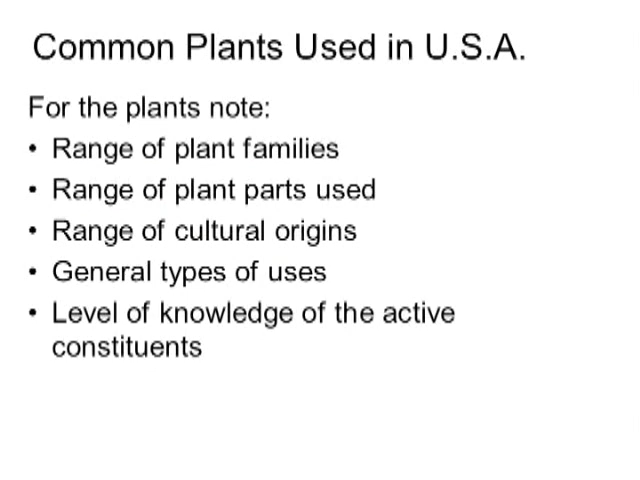 Common Plants Used in U.S.A.
For the plants note:
• Range of plant families
• Range of plant parts used
• Range of cultural origins
• General types of uses
• Level of knowledge of the active
constituents